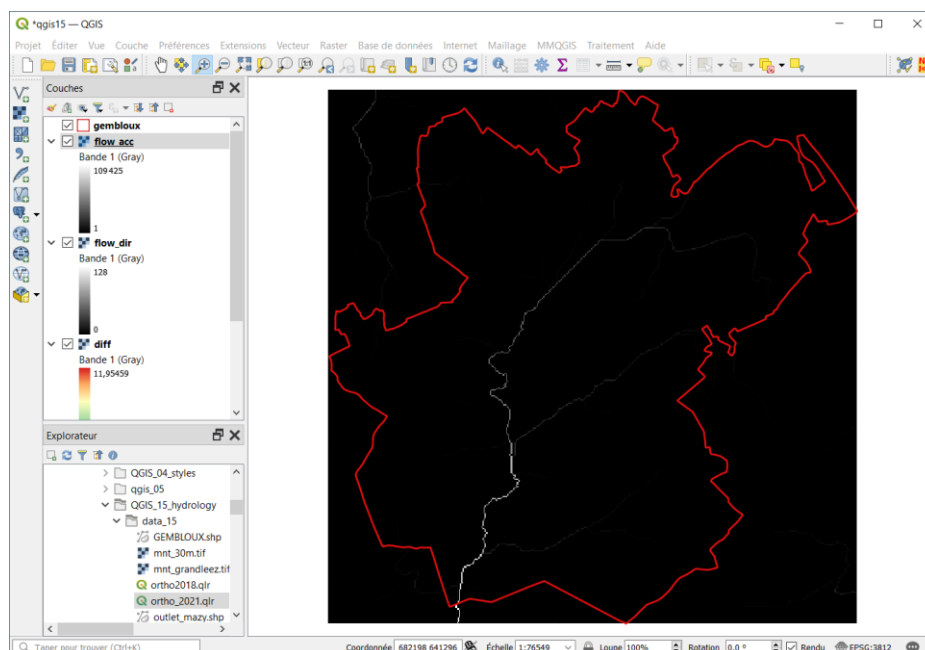 *qgis15 — QGIS
Projet Éditer Vue Couche Préférences Extensions Vecteur Raster Base de données Internet Maillage MMQGIS Traitement Aide
Couches
gembloux
flow_acc
Bande 1 (Gray)
109 425
1
flow_dir
Bande 1 (Gray)
128
0
diff
Bande 1 (Gray)
11,95459
Explorateur
QGIS_04_styles
qgis_05
QGIS_15_hydrology
data_15
GEMBLOUX.shp
mnt_30m.tif
mnt_grandleez.tif
ortho2018.qlr
ortho_2021.qlr
outlet_mazy.shp
Taper pour trouver (Ctrl+K) Coordonnée 682198 641296 Échelle 1:76549 Loupe 100% Rotation 0,0 ° Rendu EPSG:3812